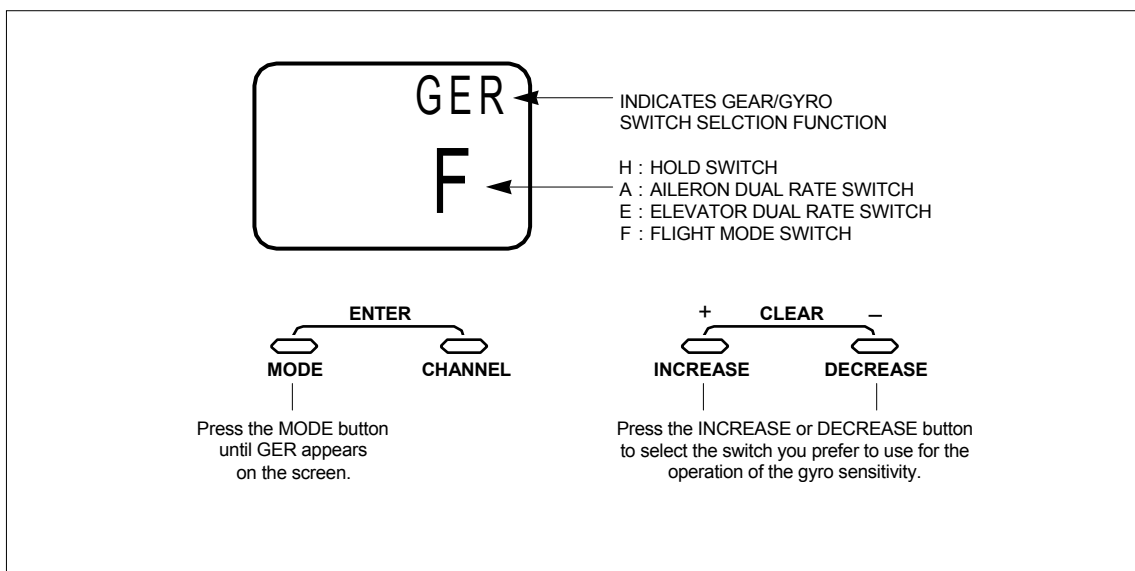 GER
INDICATES GEAR/GYRO
SWITCH SELCTION FUNCTION
F
H : HOLD SWITCH
A : AILERON DUAL RATE SWITCH
E : ELEVATOR DUAL RATE SWITCH
F : FLIGHT MODE SWITCH
ENTER
MODE CHANNEL
+ CLEAR –
INCREASE DECREASE
Press the MODE button
until GER appears
on the screen.
Press the INCREASE or DECREASE button
to select the switch you prefer to use for the
operation of the gyro sensitivity.